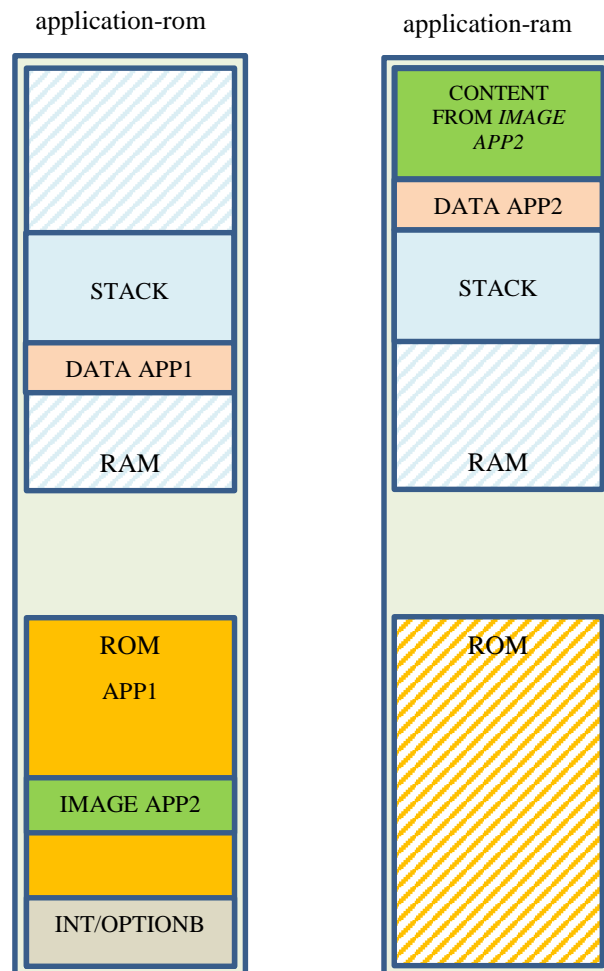 application-rom
STACK
DATA APP1
RAM
ROM
APP1
IMAGE APP2
INT/OPTIONB
application-ram
CONTENT
FROM IMAGE
APP2
DATA APP2
STACK
RAM
ROM